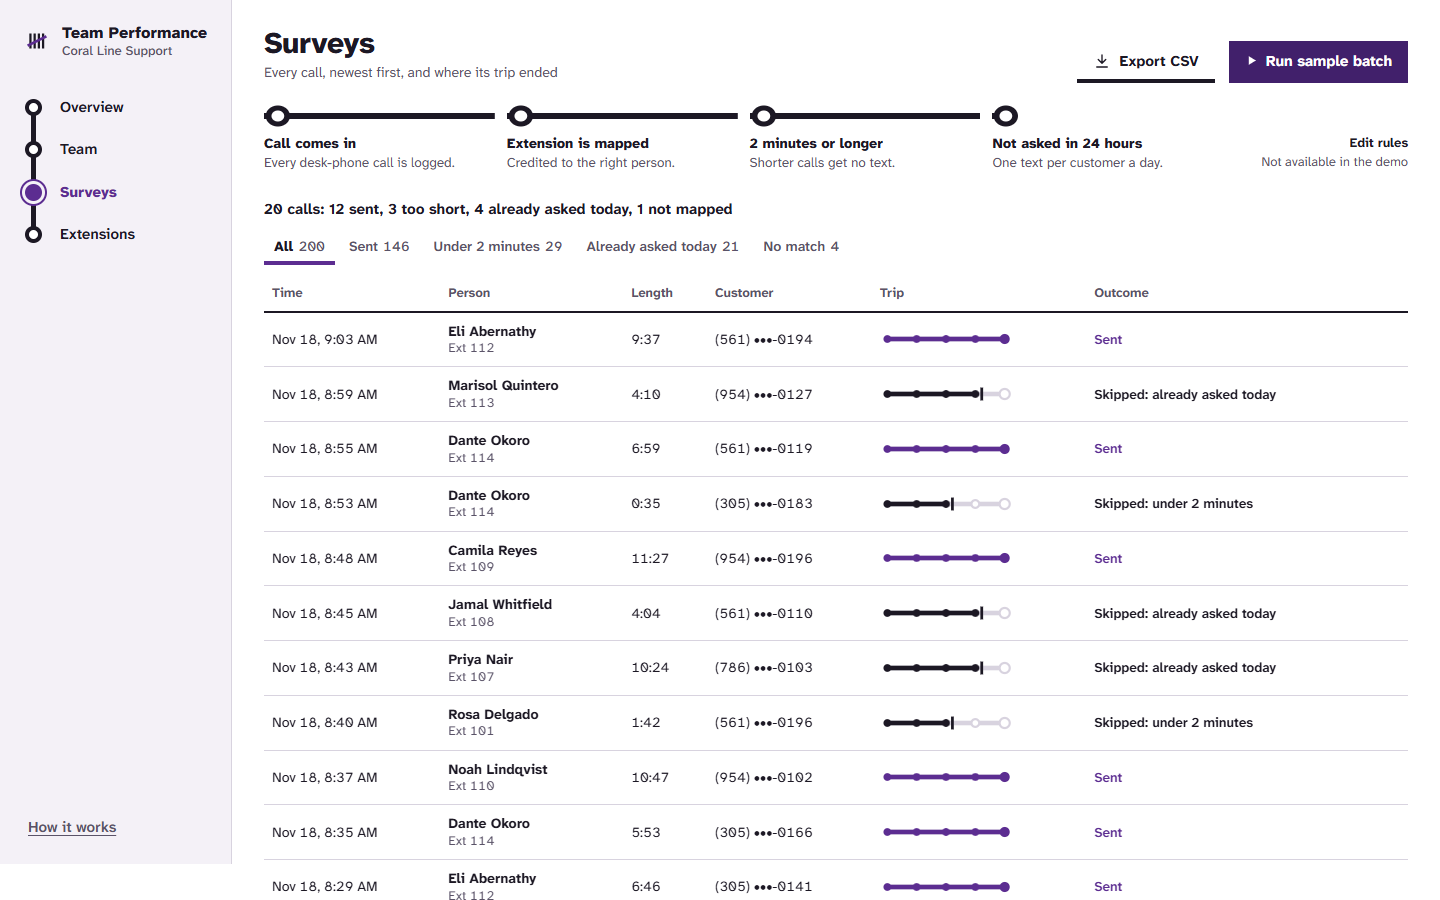 Team Performance
Coral Line Support
Overview
Team
Surveys
Extensions
How it works
Surveys
Every call, newest first, and where its trip ended
Export CSV
Run sample batch
Call comes in
Every desk-phone call is logged.
Extension is mapped
Credited to the right person.
2 minutes or longer
Shorter calls get no text.
Not asked in 24 hours
One text per customer a day.
Edit rules
Not available in the demo
20 calls: 12 sent, 3 too short, 4 already asked today, 1 not mapped
All 200 Sent 146 Under 2 minutes 29 Already asked today 21 No match 4
Time Person Length Customer Trip Outcome
Nov 18, 9:03 AM Eli Abernathy 9:37 (561) •••-0194 Sent
Ext 112
Nov 18, 8:59 AM Marisol Quintero 4:10 (954) •••-0127 Skipped: already asked today
Ext 113
Nov 18, 8:55 AM Dante Okoro 6:59 (561) •••-0119 Sent
Ext 114
Nov 18, 8:53 AM Dante Okoro 0:35 (305) •••-0183 Skipped: under 2 minutes
Ext 114
Nov 18, 8:48 AM Camila Reyes 11:27 (954) •••-0196 Sent
Ext 109
Nov 18, 8:45 AM Jamal Whitfield 4:04 (561) •••-0110 Skipped: already asked today
Ext 108
Nov 18, 8:43 AM Priya Nair 10:24 (786) •••-0103 Skipped: already asked today
Ext 107
Nov 18, 8:40 AM Rosa Delgado 1:42 (561) •••-0196 Skipped: under 2 minutes
Ext 101
Nov 18, 8:37 AM Noah Lindqvist 10:47 (954) •••-0102 Sent
Ext 110
Nov 18, 8:35 AM Dante Okoro 5:53 (305) •••-0166 Sent
Ext 114
Nov 18, 8:29 AM Eli Abernathy 6:46 (305) •••-0141 Sent
Ext 112